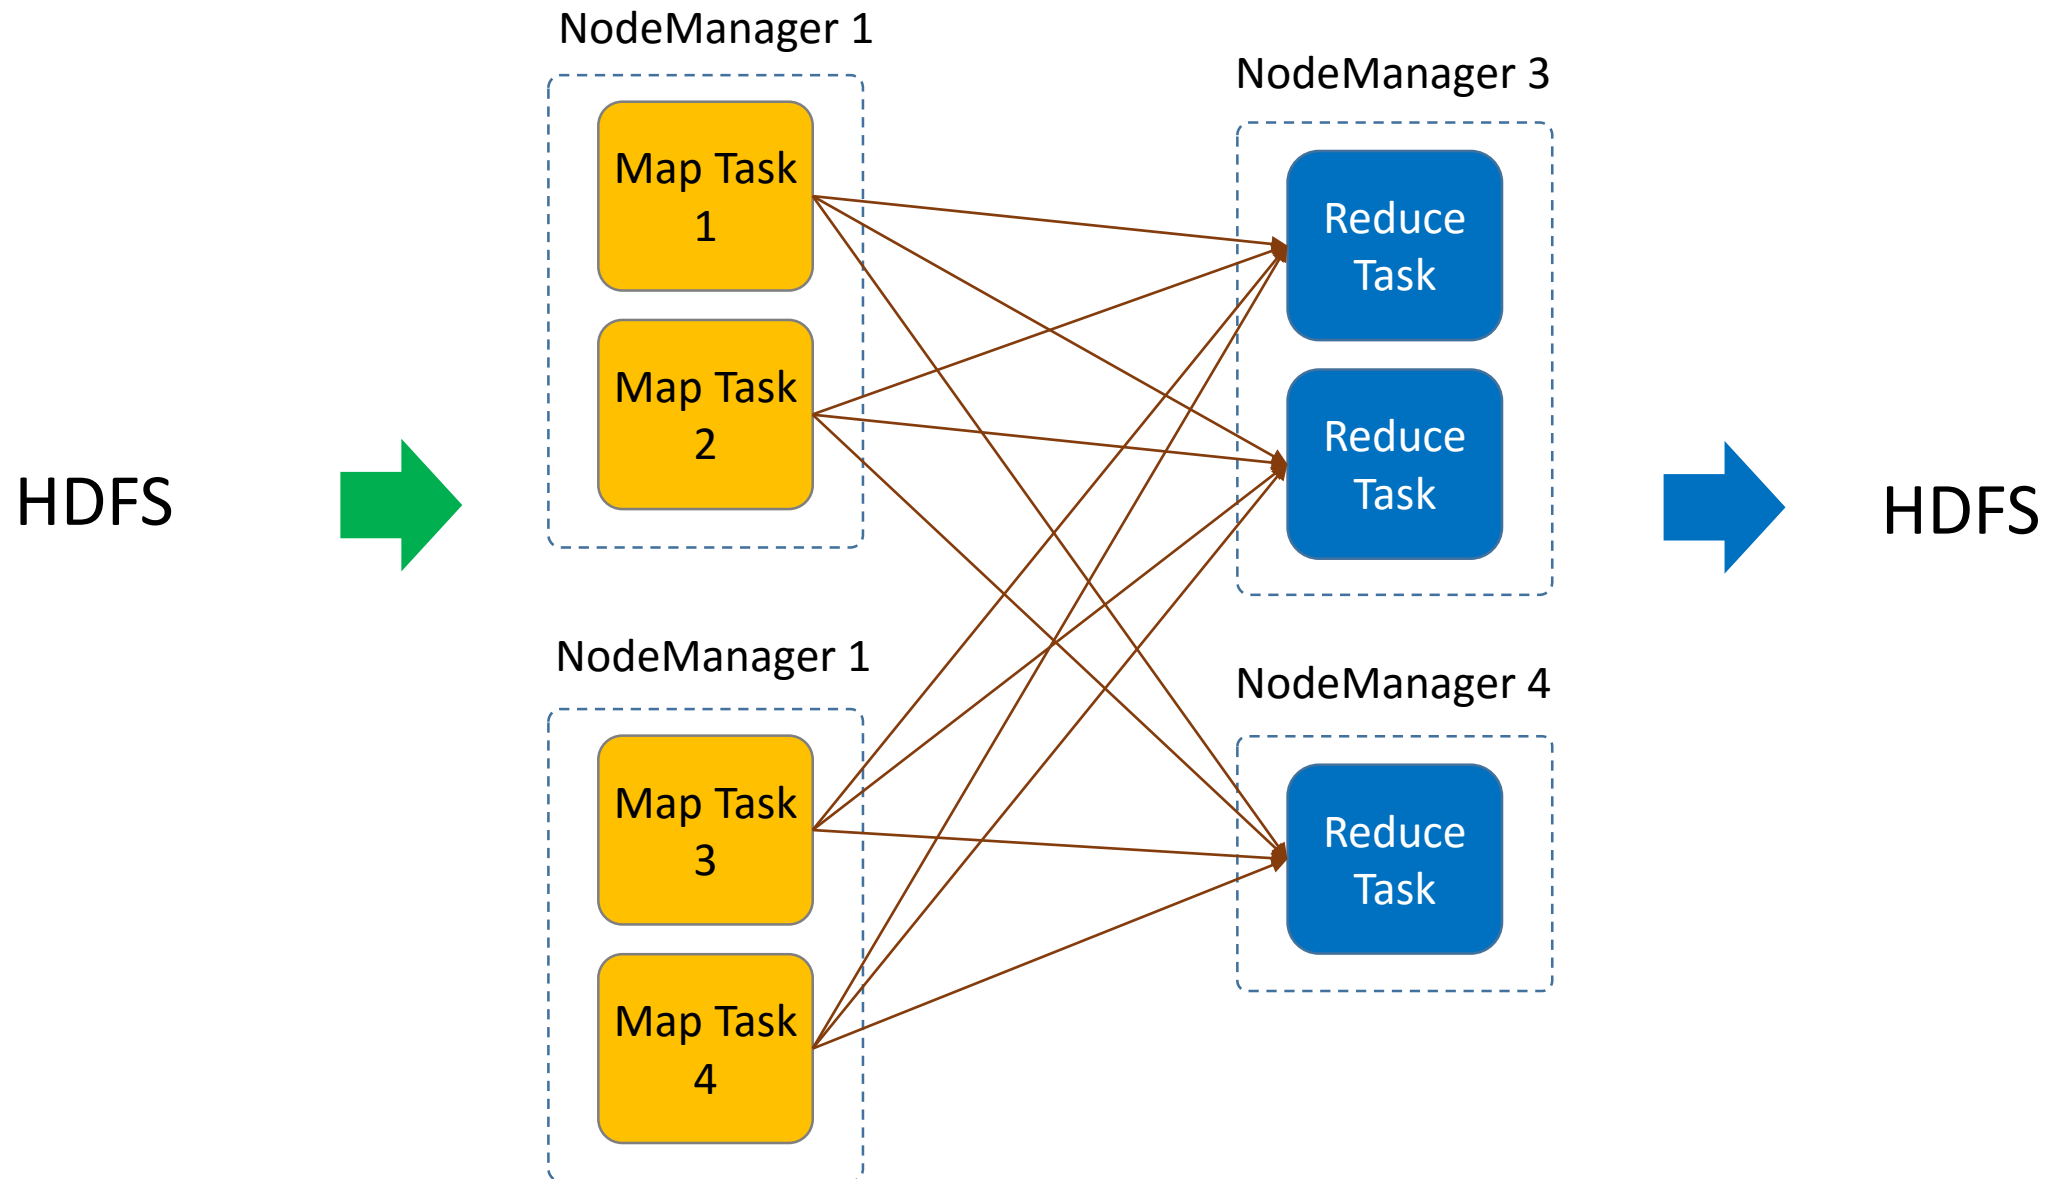 HDFS
NodeManager 1
Map Task
1
Map Task
2
NodeManager 1
Map Task
3
Map Task
4
NodeManager 3
Reduce
Task
Reduce
Task
NodeManager 4
Reduce
Task
HDFS